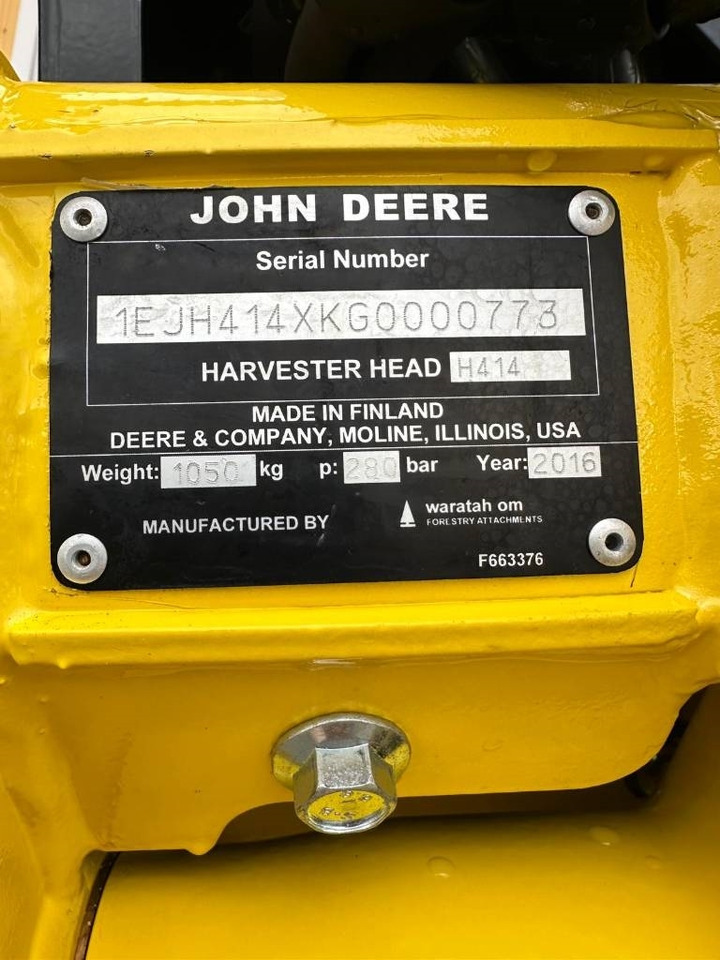 JOHN DEERE
Serial Number
1EJH414XKG0000773
HARVESTER HEAD H414
MADE IN FINLAND
DEERE & COMPANY, MOLINE, ILLINOIS, USA
Weight: 1050 kg p: 280 bar Year: 2016
MANUFACTURED BY waratah om
FORESTRY ATTACHMENTS
F663376